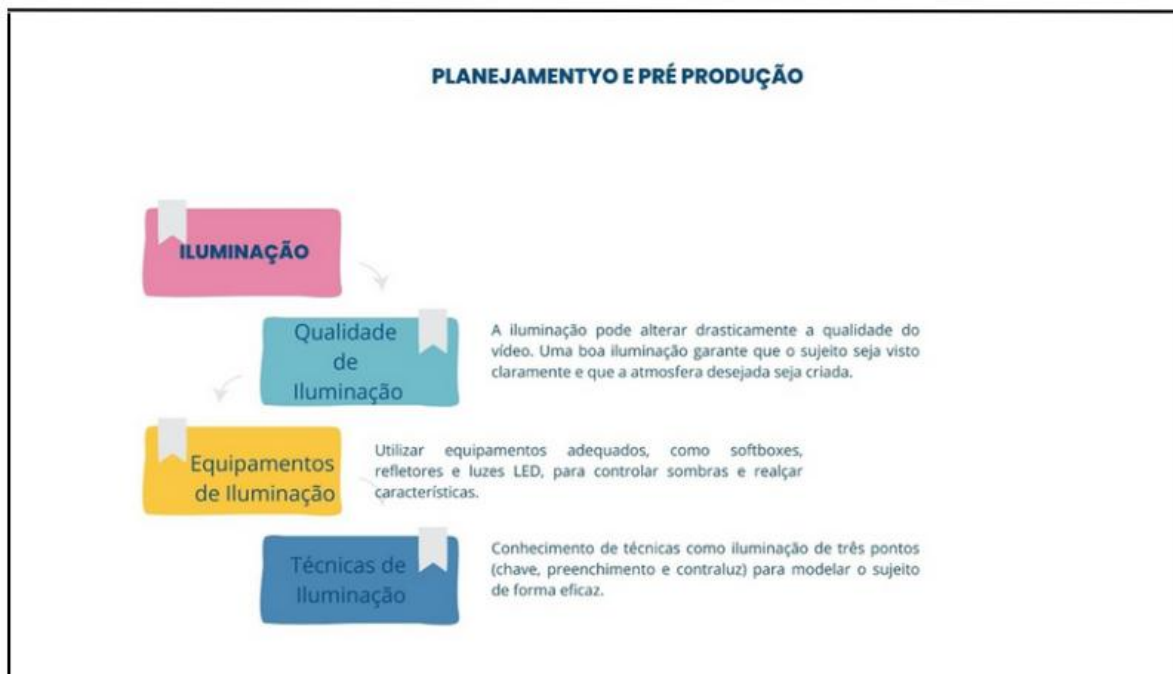 PLANEJAMENTYO E PRÉ PRODUÇÃO
ILUMINAÇÃO
Qualidade
de
Iluminação
A iluminação pode alterar drasticamente a qualidade do
vídeo. Uma boa iluminação garante que o sujeito seja visto
claramente e que a atmosfera desejada seja criada.
Equipamentos
de Iluminação
Utilizar equipamentos adequados, como softboxes,
refletores e luzes LED, para controlar sombras e realçar
características.
Técnicas de
Iluminação
Conhecimento de técnicas como iluminação de três pontos
(chave, preenchimento e contraluz) para modelar o sujeito
de forma eficaz.